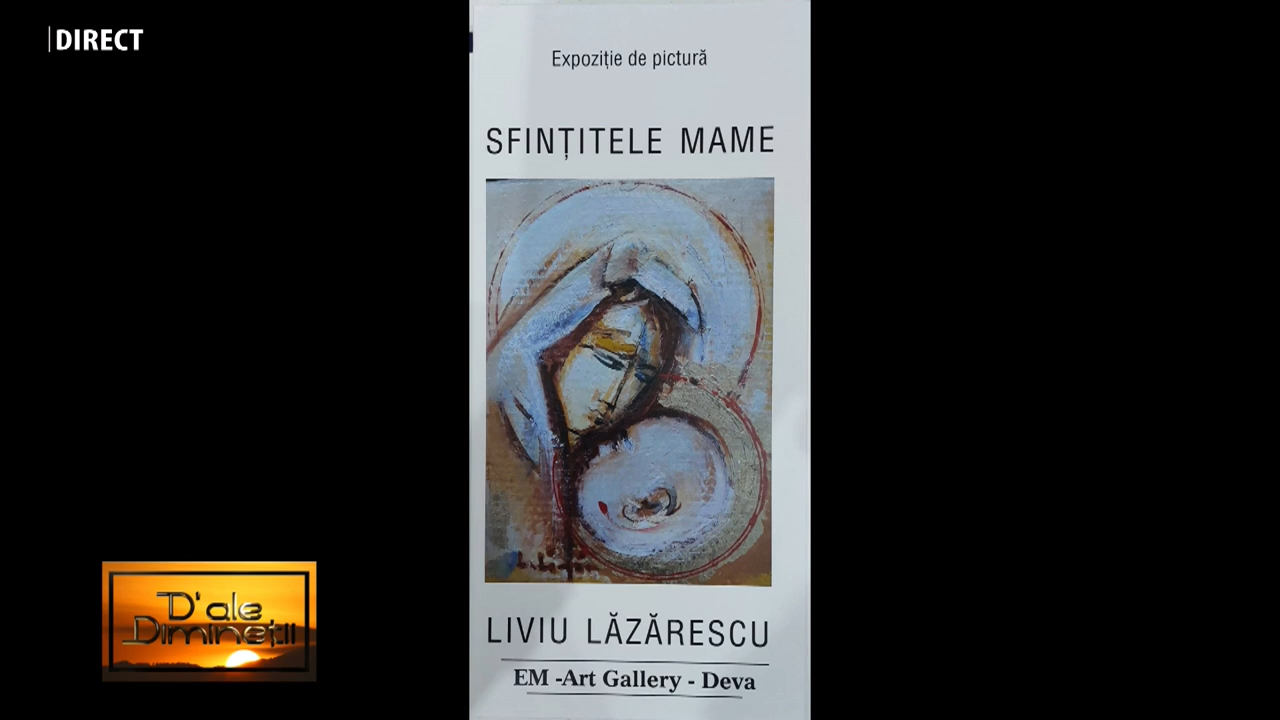 DIRECT
Expoziție de pictură
SFINȚITELE MAME
LIVIU LĂZĂRESCU
EM -Art Gallery - Deva
D'ale
Dimineții